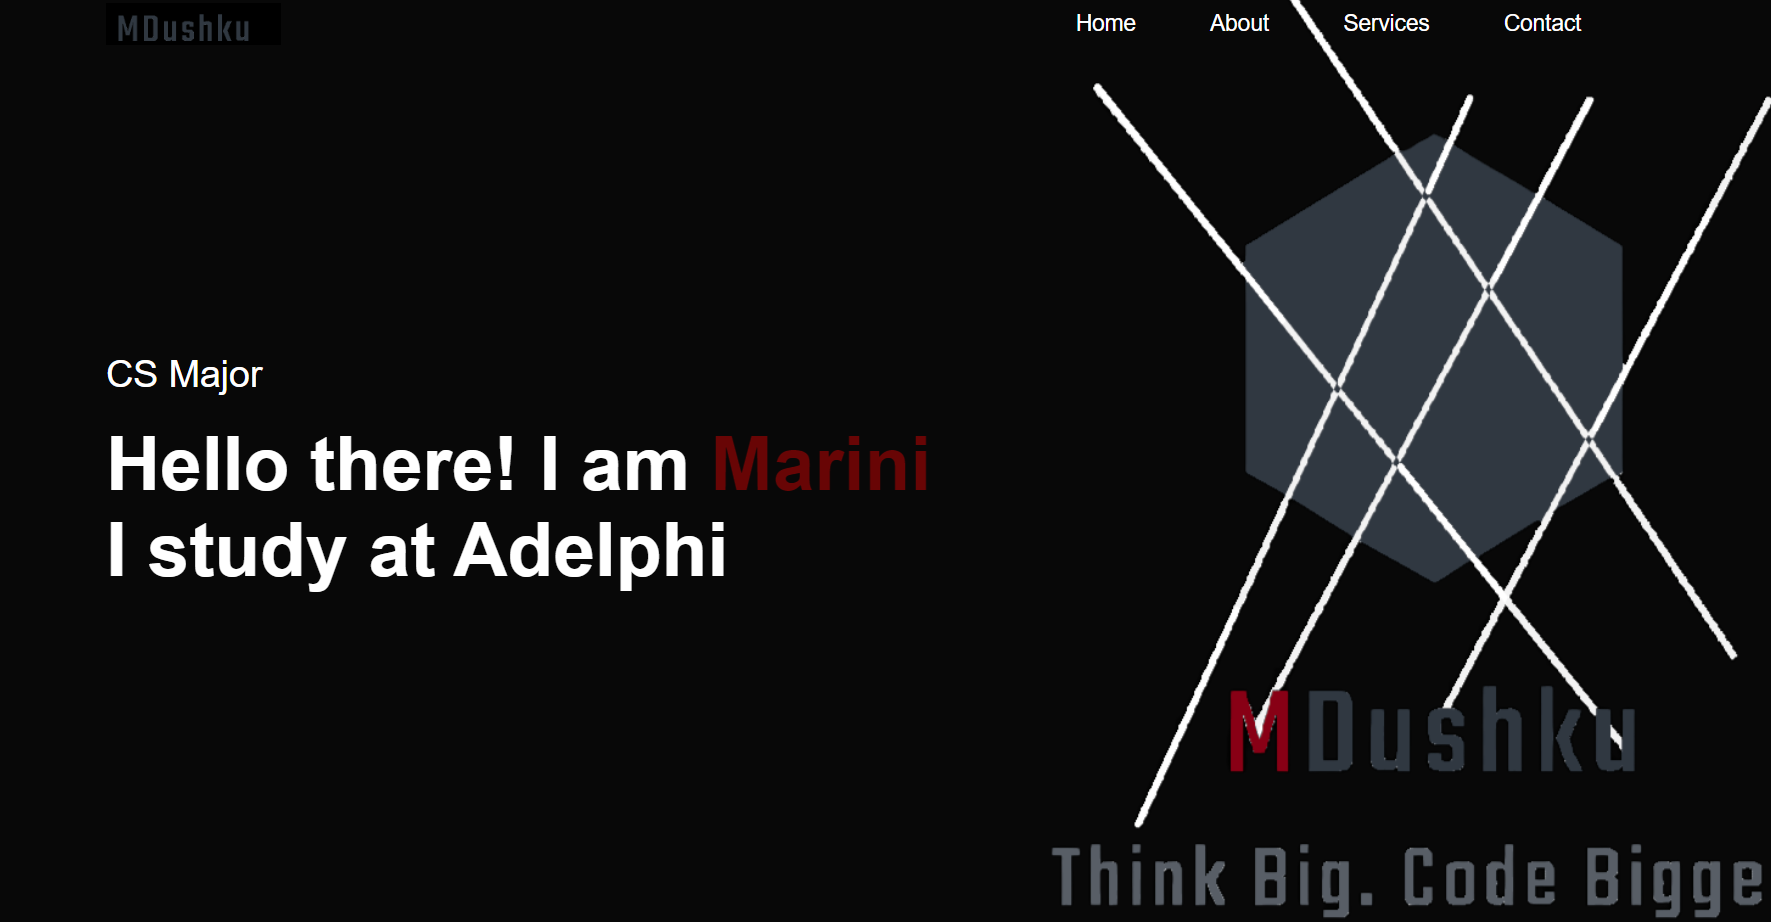 MDushku
Home About Services Contact
CS Major
Hello there! I am Marini
I study at Adelphi
MDushku
Think Big. Code Bigge